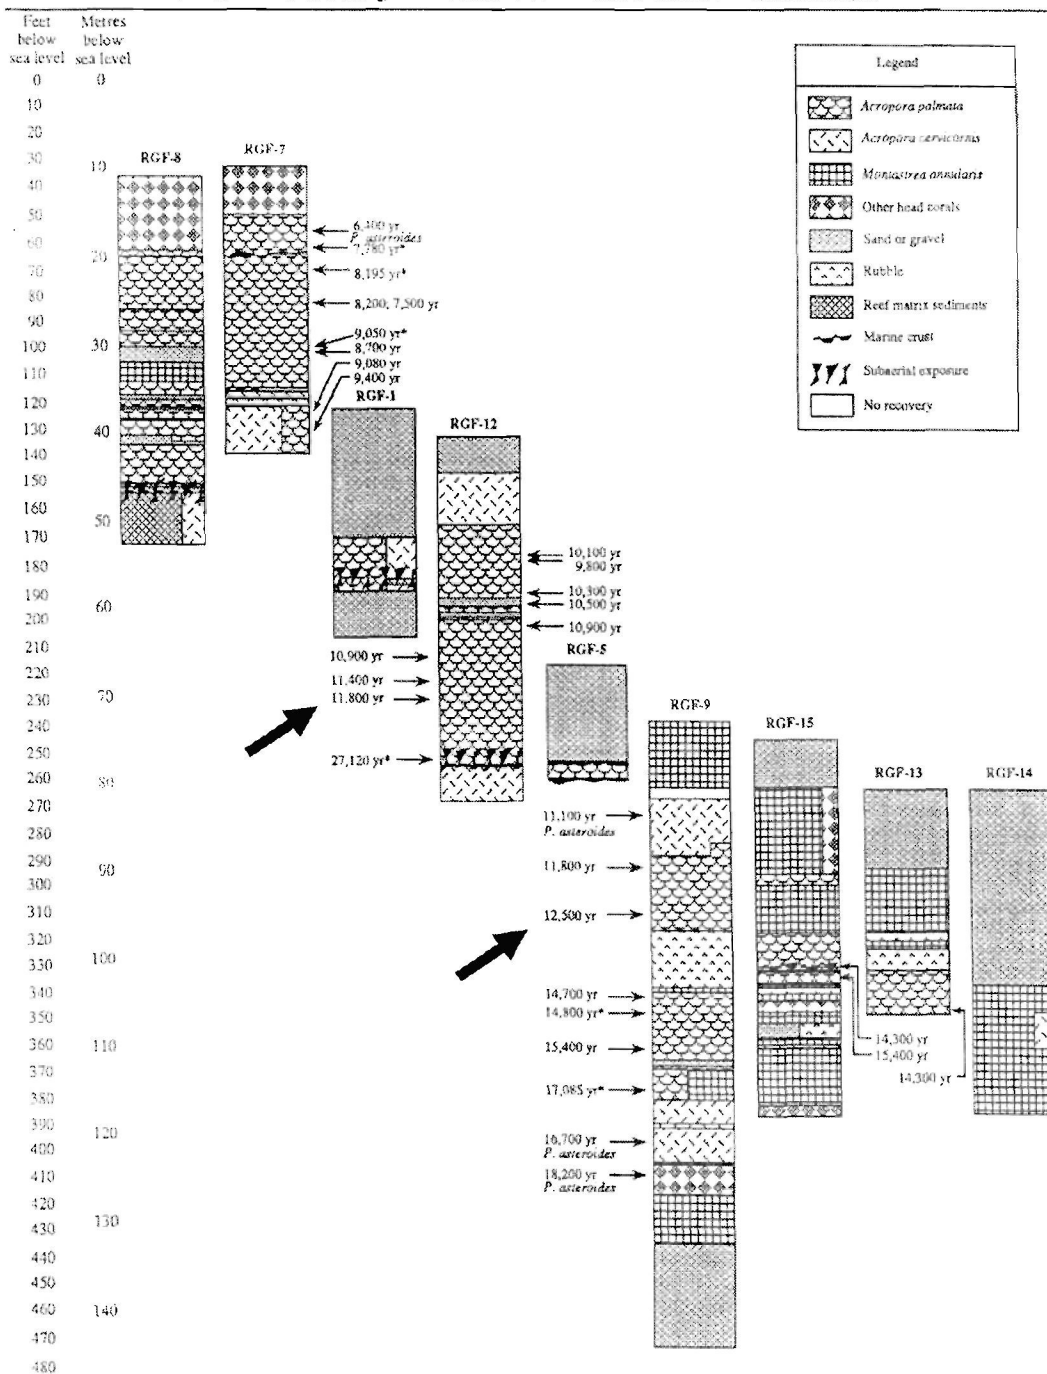 Feet below sea level
Metres below sea level
0
10
20
30
40
50
60
70
80
90
100
110
120
130
140
150
160
170
180
190
200
210
220
230
240
250
260
270
280
290
300
310
320
330
340
350
360
370
380
390
400
410
420
430
440
450
460
470
480
0
10
20
30
40
50
60
70
80
90
100
110
120
130
140
RGF-8
RGF-7
6,400 yr
P. asteroides
7,780 yr*
8,195 yr*
8,200, 7,500 yr
9,050 yr*
8,700 yr
9,080 yr
9,400 yr
RGF-1
RGF-12
10,100 yr
9,800 yr
10,300 yr
10,500 yr
10,900 yr
10,900 yr
11,400 yr
11,800 yr
27,120 yr*
RGF-5
RGF-9
11,100 yr
P. asteroides
11,800 yr
12,500 yr
14,700 yr
14,800 yr*
15,400 yr
17,085 yr*
16,700 yr
P. asteroides
18,200 yr
P. asteroides
RGF-15
14,300 yr
15,400 yr
RGF-13
14,300 yr
RGF-14
Legend
Acropora palmata
Acropora cervicornis
Montastrea annularis
Other head corals
Sand or gravel
Rubble
Reef matrix sediments
Marine crust
Subaerial exposure
No recovery